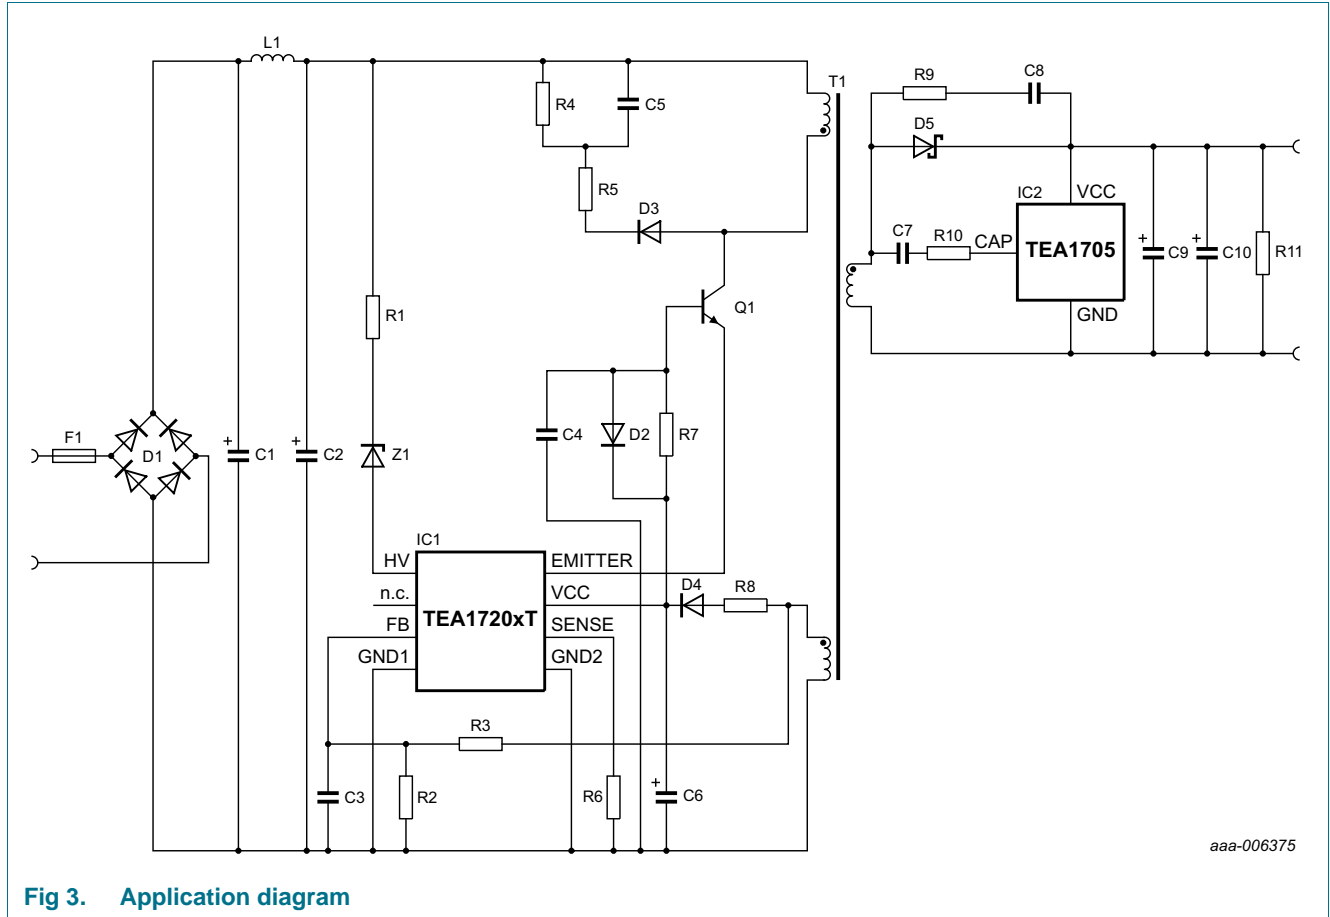 L1
T1
R9
C8
R4
C5
D5
R5
IC2
VCC
D3
C7
R10
CAP
TEA1705
C9
C10
R11
R1
Q1
GND
F1
D1
C1
C2
Z1
C4
D2
R7
IC1
HV
EMITTER
n.c.
VCC
D4
R8
TEA1720xT
FB
SENSE
GND1
GND2
R3
C3
R2
R6
C6
+
+
+
+
+
aaa-006375
Fig 3. Application diagram